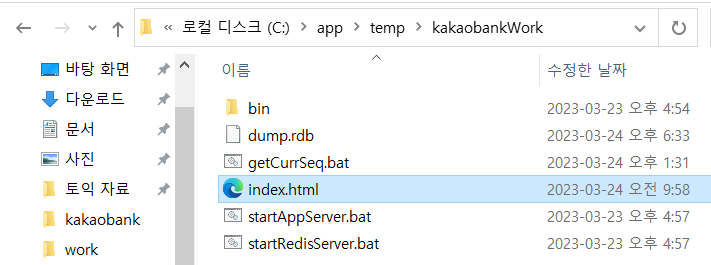 « 로컬 디스크 (C:) > app > temp > kakaobankWork
바탕 화면
다운로드
문서
사진
토익 자료
kakaobank
work
이름 수정한 날짜
bin 2023-03-23 오후 4:54
dump.rdb 2023-03-24 오후 6:33
getCurrSeq.bat 2023-03-24 오후 1:31
index.html 2023-03-24 오전 9:58
startAppServer.bat 2023-03-23 오후 4:57
startRedisServer.bat 2023-03-23 오후 4:57